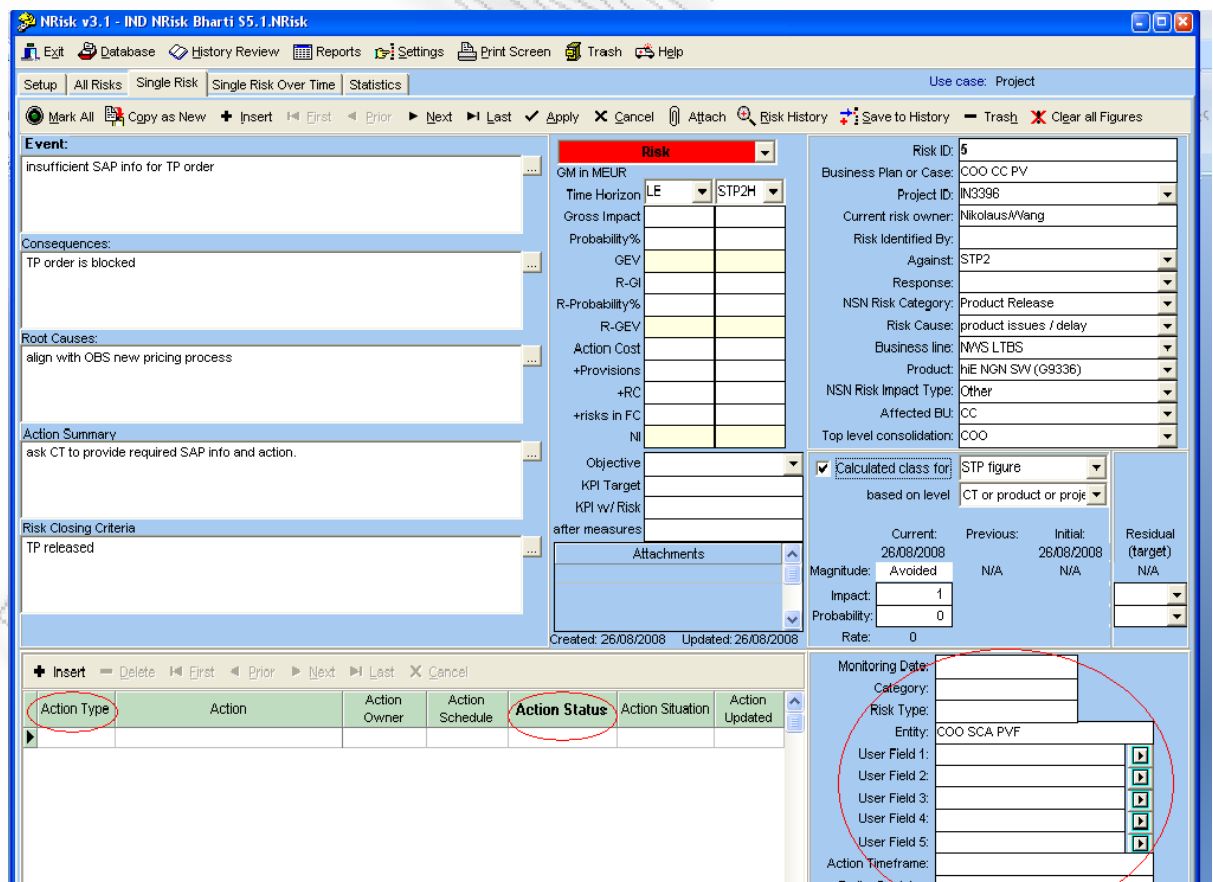 NRisk v3.1 - IND NRisk Bharti S5.1.NRisk
Exit Database History Review Reports Settings Print Screen Trash Help
Setup All Risks Single Risk Single Risk Over Time Statistics Use case: Project
Mark All Copy as New Insert First Prior Next Last Apply Cancel Attach Risk History Save to History Trash Clear all Figures
Event:
insufficient SAP info for TP order
Consequences:
TP order is blocked
Root Causes:
align with OBS new pricing process
Action Summary
ask CT to provide required SAP info and action.
Risk Closing Criteria
TP released
Risk
GM in MEUR
Time Horizon LE STP2H
Gross Impact
Probability%
GEV
R-GI
R-Probability%
R-GEV
Action Cost
+Provisions
+RC
+risks in FC
NI
Objective
KPI Target
KPI w/ Risk
after measures
Attachments
Created: 26/08/2008 Updated: 26/08/2008
Risk ID: 5
Business Plan or Case: COO CC PV
Project ID: IN3396
Current risk owner: Nikolaus/Wang
Risk Identified By:
Against: STP2
Response:
NSN Risk Category: Product Release
Risk Cause: product issues / delay
Business line: NWS LTBS
Product: hiE NGN SW (G9336)
NSN Risk Impact Type: Other
Affected BU: CC
Top level consolidation: COO
Calculated class for STP figure
based on level CT or product or proje
Current: Previous: Initial: Residual
26/08/2008 26/08/2008 (target)
Magnitude: Avoided N/A N/A N/A
Impact: 1
Probability: 0
Rate: 0
Insert Delete First Prior Next Last Cancel
Action Type Action Action Owner Action Schedule Action Status Action Situation Action Updated
Monitoring Date:
Category:
Risk Type:
Entity: COO SCA PVF
User Field 1:
User Field 2:
User Field 3:
User Field 4:
User Field 5:
Action Timeframe: